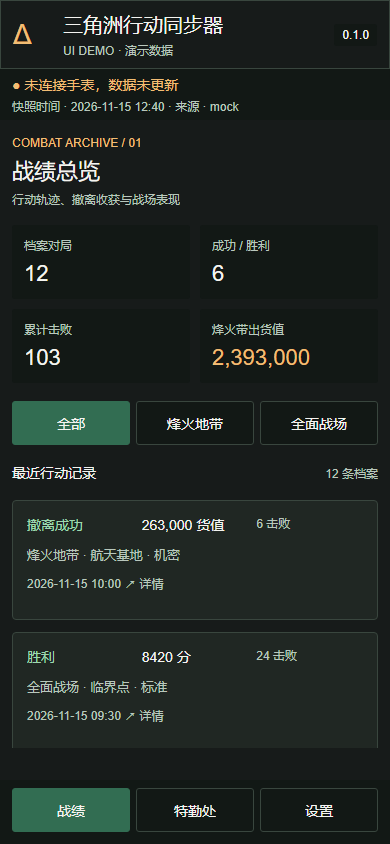 Δ 三角洲行动同步器 0.1.0
UI DEMO · 演示数据
● 未连接手表，数据未更新
快照时间 · 2026-11-15 12:40 · 来源 · mock
COMBAT ARCHIVE / 01
战绩总览
行动轨迹、撤离收获与战场表现
档案对局 成功 / 胜利
12 6
累计击败 烽火带出货值
103 2,393,000
全部 烽火地带 全面战场
最近行动记录 12 条档案
撤离成功 263,000 货值 6 击败
烽火地带 · 航天基地 · 机密
2026-11-15 10:00 ↗ 详情
胜利 8420 分 24 击败
全面战场 · 临界点 · 标准
2026-11-15 09:30 ↗ 详情
战绩 特勤处 设置